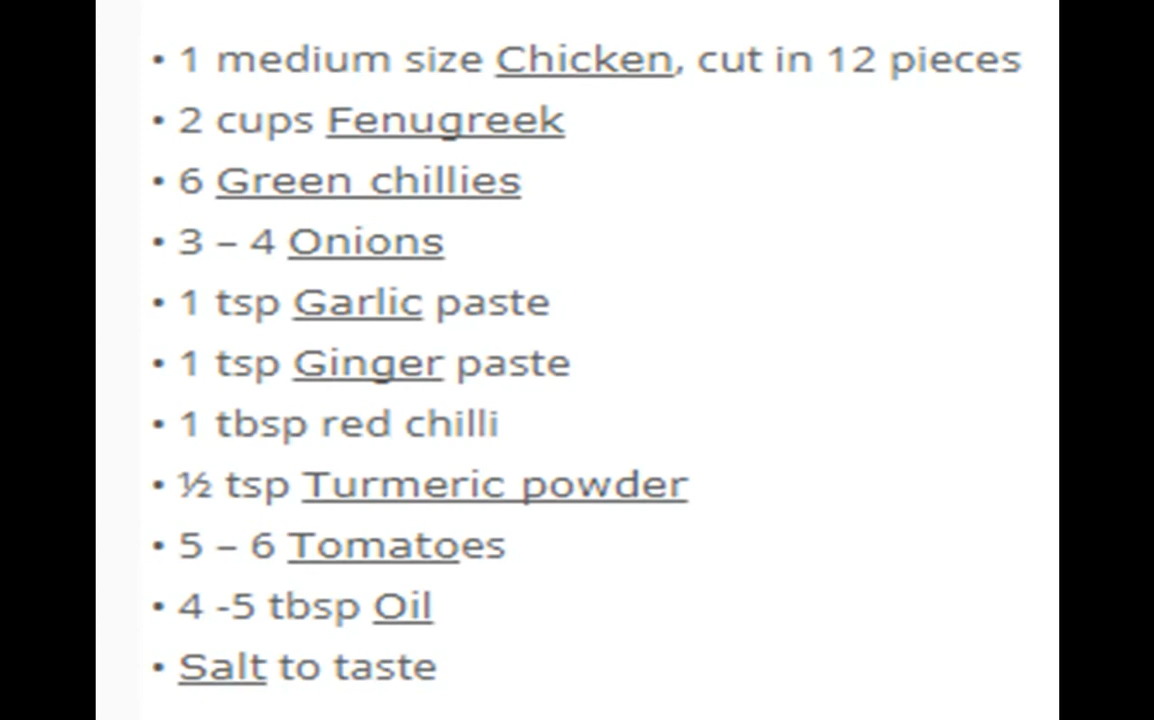 • 1 medium size Chicken, cut in 12 pieces
• 2 cups Fenugreek
• 6 Green chillies
• 3 – 4 Onions
• 1 tsp Garlic paste
• 1 tsp Ginger paste
• 1 tbsp red chilli
• ½ tsp Turmeric powder
• 5 – 6 Tomatoes
• 4 -5 tbsp Oil
• Salt to taste